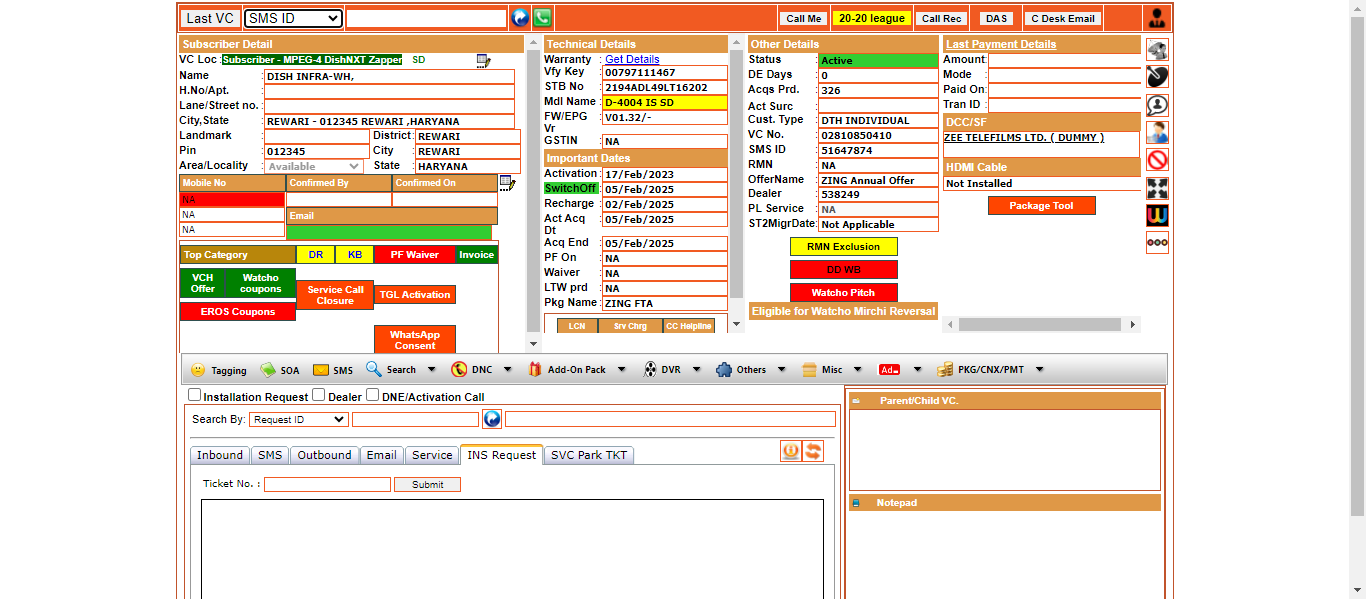 Last VC SMS ID Call Me 20-20 league Call Rec DAS C Desk Email
Subscriber Detail
VC Loc : Subscriber - MPEG-4 DishNXT Zapper SD
Name : DISH INFRA-WH,
H.No/Apt. :
Lane/Street no. :
City,State : REWARI - 012345 REWARI ,HARYANA
Landmark : District : REWARI
Pin : 012345 City : REWARI
Area/Locality : Available State : HARYANA
Mobile No Confirmed By Confirmed On
NA
NA Email
NA
Top Category DR KB PF Waiver Invoice
VCH Offer Watcho coupons Service Call Closure TGL Activation
EROS Coupons
WhatsApp Consent
Technical Details
Warranty : Get Details
Vfy Key : 00797111467
STB No : 2194ADL49LT16202
Mdl Name : D-4004 IS SD
FW/EPG Vr : V01.32/-
GSTIN : NA
Important Dates
Activation : 17/Feb/2023
SwitchOff : 05/Feb/2025
Recharge : 02/Feb/2025
Act Acq Dt : 05/Feb/2025
Acq End : 05/Feb/2025
PF On : NA
Waiver : NA
LTW prd : NA
Pkg Name : ZING FTA
LCN Srv Chrg CC Helpline
Other Details
Status : Active
DE Days : 0
Acqs Prd. : 326
Act Surc :
Cust. Type : DTH INDIVIDUAL
VC No. : 02810850410
SMS ID : 51647874
RMN : NA
OfferName : ZING Annual Offer
Dealer : 538249
PL Service : NA
ST2MigrDate : Not Applicable
RMN Exclusion
DD WB
Watcho Pitch
Eligible for Watcho Mirchi Reversal
Last Payment Details
Amount:
Mode :
Paid On:
Tran ID :
DCC/SF
ZEE TELEFILMS LTD. ( DUMMY )
HDMI Cable
Not Installed
Package Tool
Tagging SOA SMS Search DNC Add-On Pack DVR Others Misc Ad PKG/CNX/PMT
Installation Request Dealer DNE/Activation Call
Search By: Request ID
Inbound SMS Outbound Email Service INS Request SVC Park TKT
Ticket No. : Submit
Parent/Child VC.
Notepad